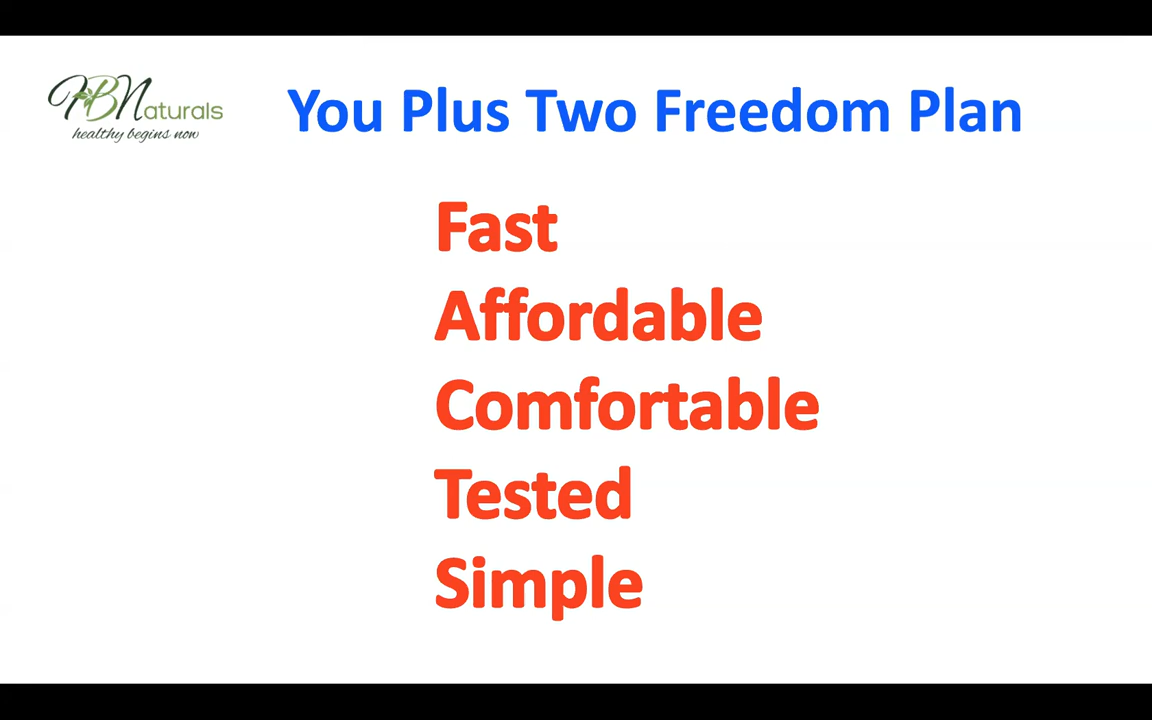 HBNaturals
healthy begins now
You Plus Two Freedom Plan
Fast
Affordable
Comfortable
Tested
Simple